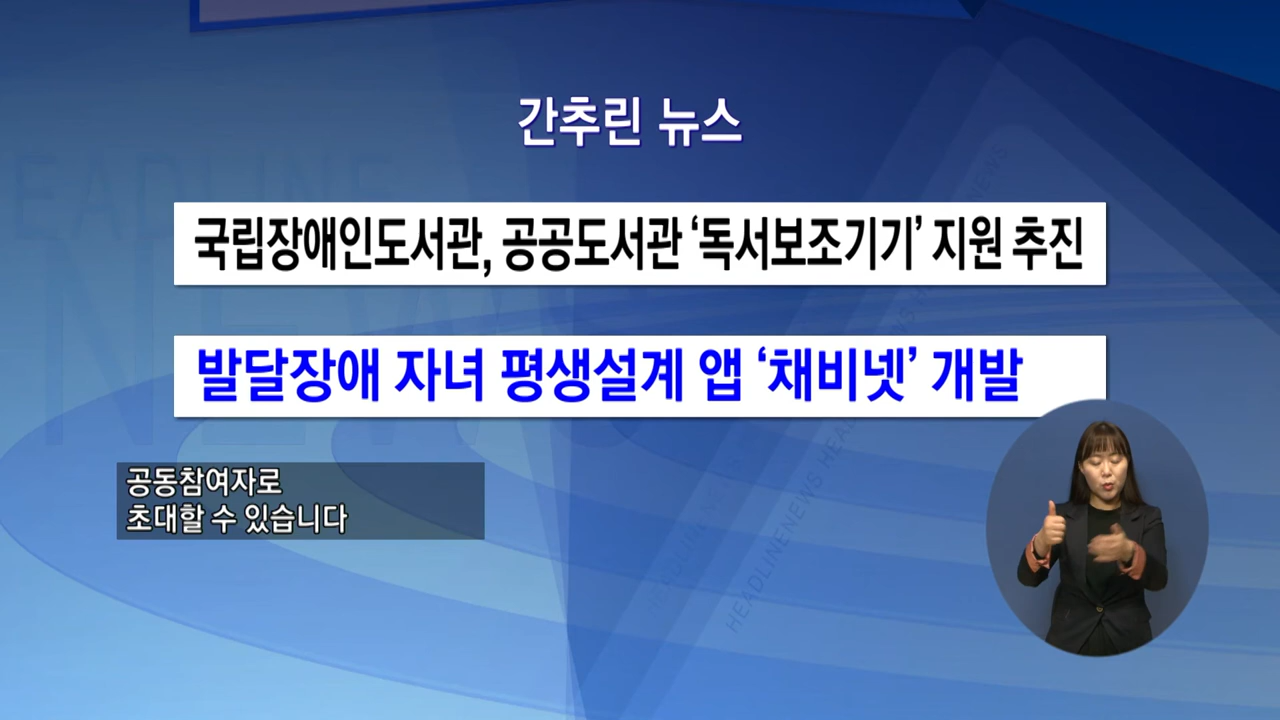 간추린 뉴스
국립장애인도서관, 공공도서관 ‘독서보조기기’ 지원 추진
발달장애 자녀 평생설계 앱 ‘채비넷’ 개발
공동참여자로
초대할 수 있습니다
HEADLINENEWS